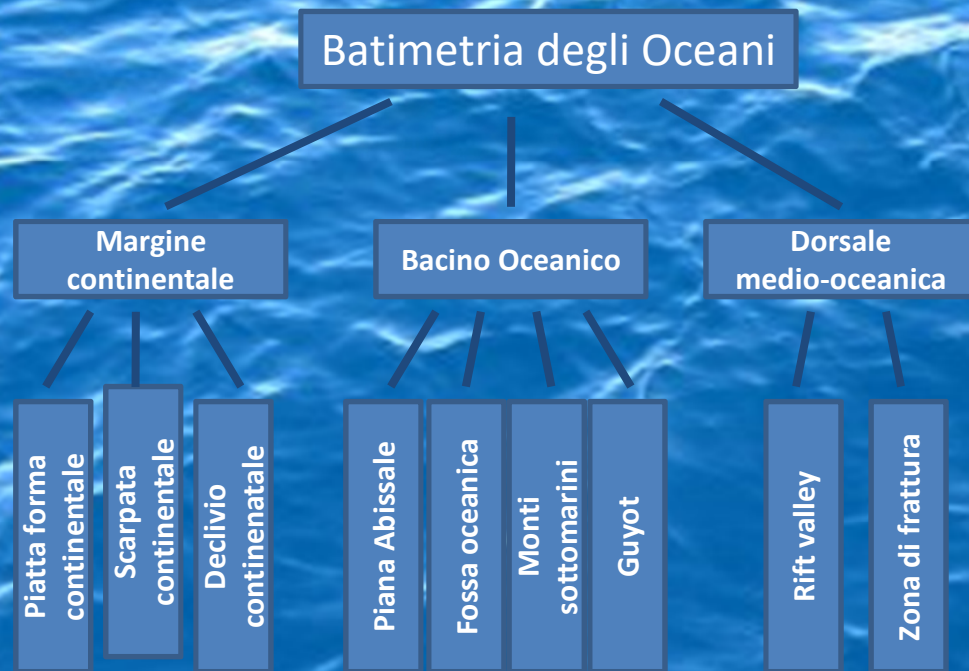 Batimetria degli Oceani
Margine
continentale
Bacino Oceanico
Dorsale
medio-oceanica
Piatta forma
continentale
Scarpata
continentale
Declivio
continenatale
Piana Abissale
Fossa oceanica
Monti
sottomarini
Guyot
Rift valley
Zona di frattura